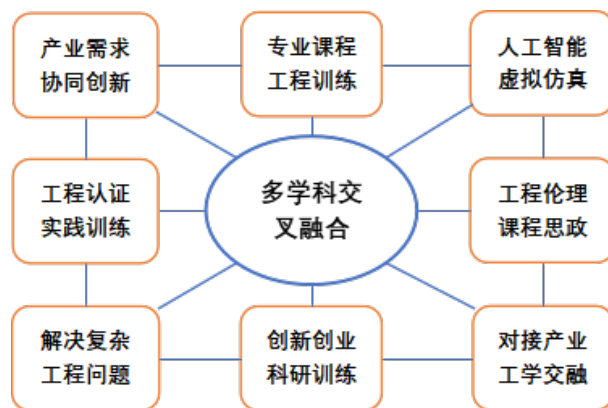 产业需求
协同创新
专业课程
工程训练
人工智能
虚拟仿真
工程认证
实践训练
多学科交
叉融合
工程伦理
课程思政
解决复杂
工程问题
创新创业
科研训练
对接产业
工学交融